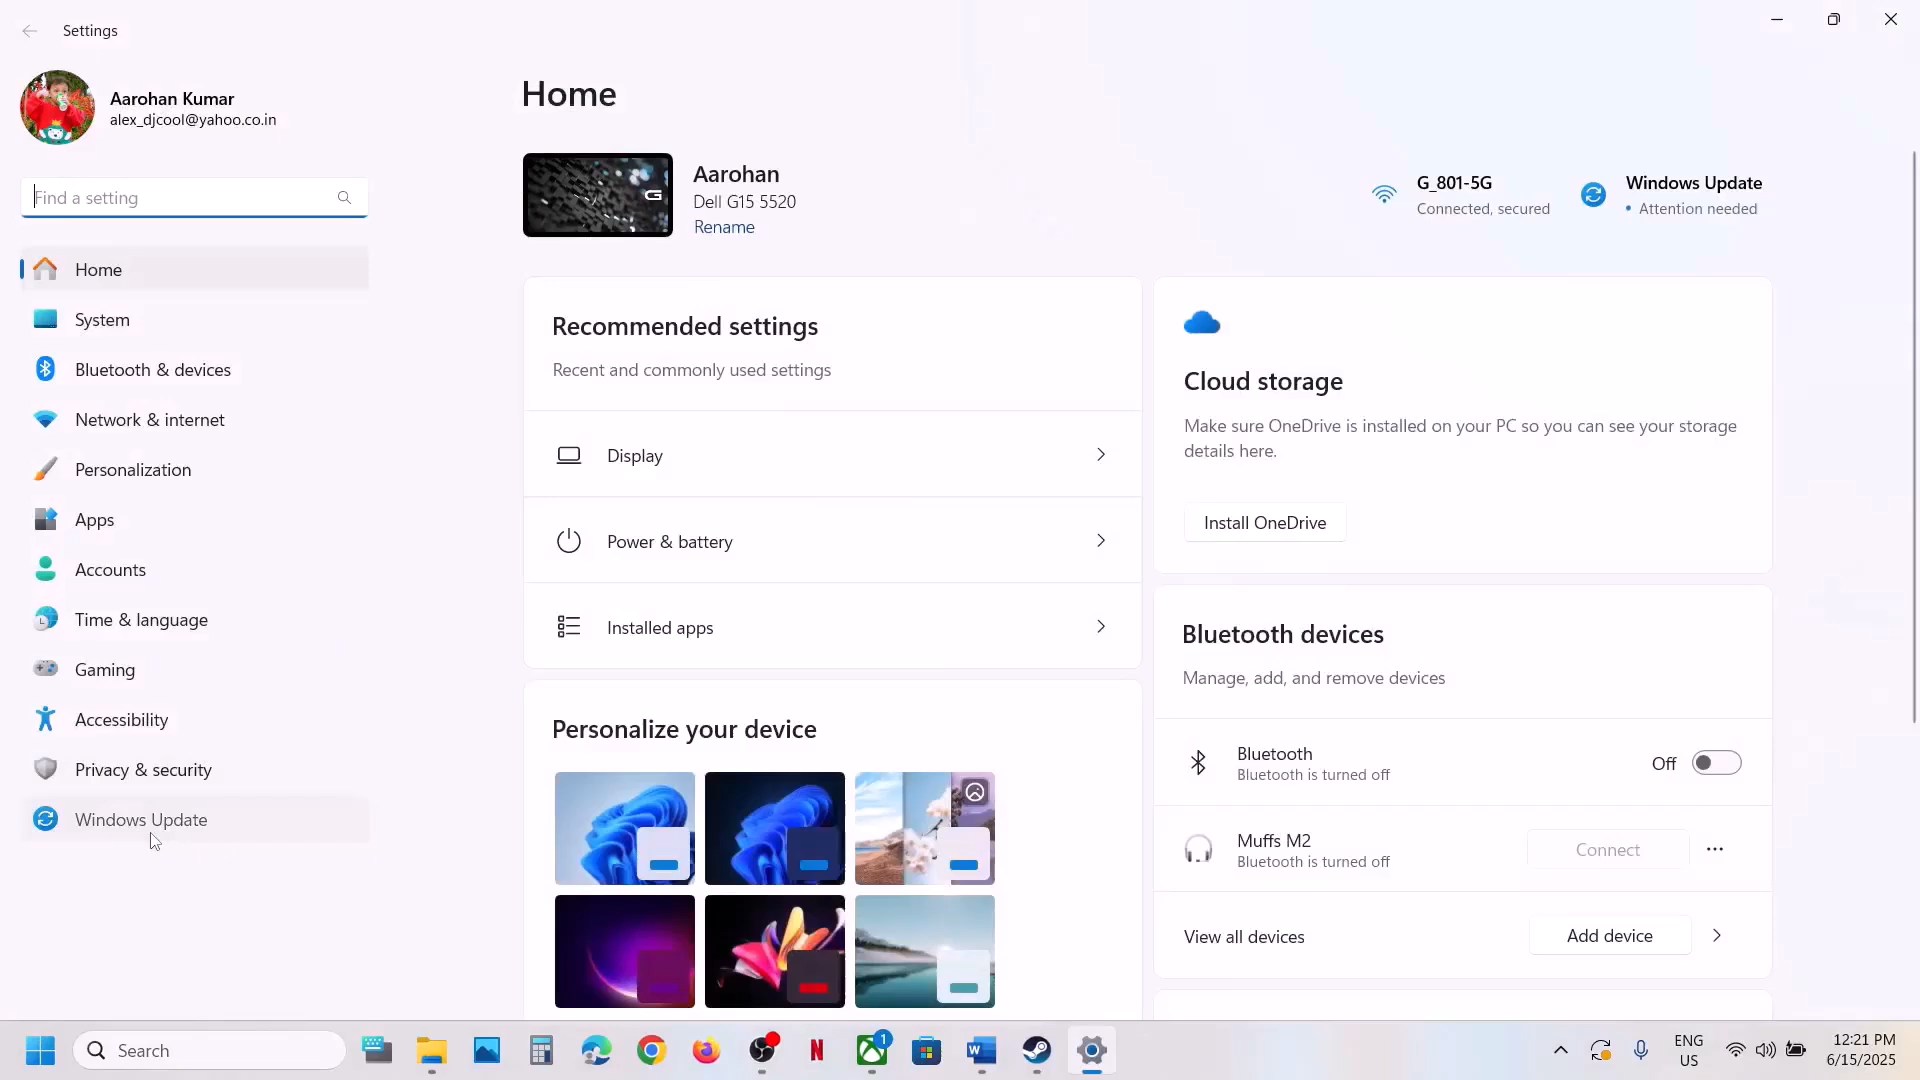 Settings
Aarohan Kumar
alex_djcool@yahoo.co.in
Find a setting
Home
System
Bluetooth & devices
Network & internet
Personalization
Apps
Accounts
Time & language
Gaming
Accessibility
Privacy & security
Windows Update
Home
Aarohan
Dell G15 5520
Rename
G_801-5G
Connected, secured
Windows Update
• Attention needed
Recommended settings
Recent and commonly used settings
Display
Power & battery
Installed apps
Personalize your device
Cloud storage
Make sure OneDrive is installed on your PC so you can see your storage
details here.
Install OneDrive
Bluetooth devices
Manage, add, and remove devices
Bluetooth
Bluetooth is turned off
Off
Muffs M2
Bluetooth is turned off
Connect
View all devices
Add device
Search
1
ENG
US
12:21 PM
6/15/2025